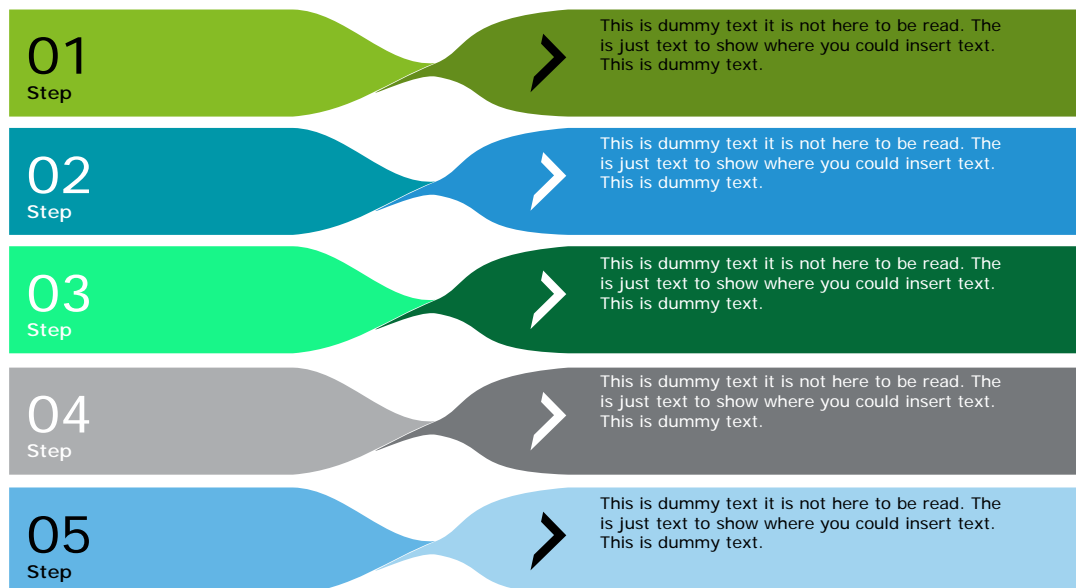 01
Step
This is dummy text it is not here to be read. The
is just text to show where you could insert text.
This is dummy text.
02
Step
This is dummy text it is not here to be read. The
is just text to show where you could insert text.
This is dummy text.
03
Step
This is dummy text it is not here to be read. The
is just text to show where you could insert text.
This is dummy text.
04
Step
This is dummy text it is not here to be read. The
is just text to show where you could insert text.
This is dummy text.
05
Step
This is dummy text it is not here to be read. The
is just text to show where you could insert text.
This is dummy text.